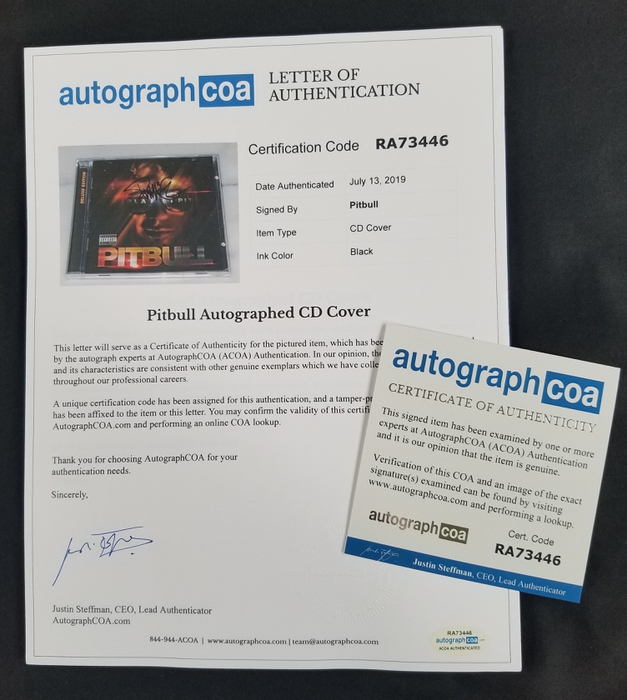 autographcoa
LETTER OF
AUTHENTICATION
Certification Code RA73446
Date Authenticated July 13, 2019
Signed By Pitbull
Item Type CD Cover
Ink Color Black
PITBULL
Pitbull Autographed CD Cover
This letter will serve as a Certificate of Authenticity for the pictured item, which has bee
by the autograph experts at AutographCOA (ACOA) Authentication. In our opinion, th
and its characteristics are consistent with other genuine exemplars which we have colle
throughout our professional careers.
A unique certification code has been assigned for this authentication, and a tamper-pr
has been affixed to the item or this letter. You may confirm the validity of this certifi
AutographCOA.com and performing an online COA lookup.
Thank you for choosing AutographCOA for your
authentication needs.
Sincerely,
Justin Steffman, CEO, Lead Authenticator
AutographCOA.com
844-944-ACOA | www.autographcoa.com | team@autographcoa.com
RA73446
autographcoa
ACOA AUTHENTICATED
autographcoa
CERTIFICATE OF AUTHENTICITY
This signed item has been examined by one or more
experts at AutographCOA (ACOA) Authentication
and it is our opinion that the item is genuine.
Verification of this COA and an image of the exact
signature(s) examined can be found by visiting
www.autographcoa.com and performing a lookup.
autographcoa
Cert. Code
RA73446
Justin Steffman, CEO, Lead Authenticator